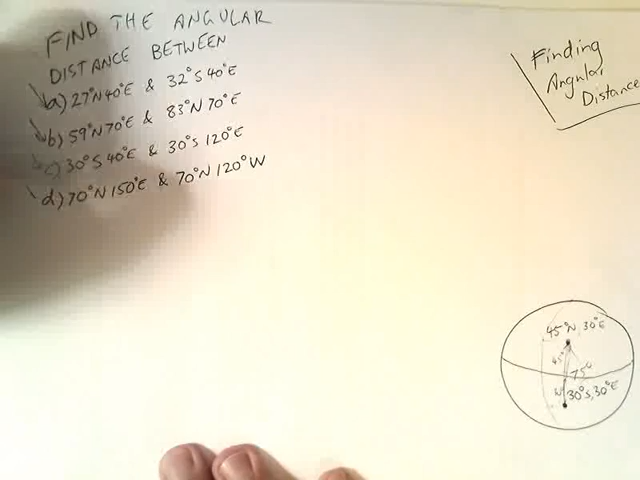 FIND THE ANGULAR
DISTANCE BETWEEN
a) 27°N 40°E & 32°S 40°E
b) 59°N 70°E & 83°N 70°E
c) 30°S 40°E & 30°S 120°E
d) 70°N 150°E & 70°N 120°W
Finding
Angular
Distance
45°N, 30°E
45°
75°
30°S, 30°E